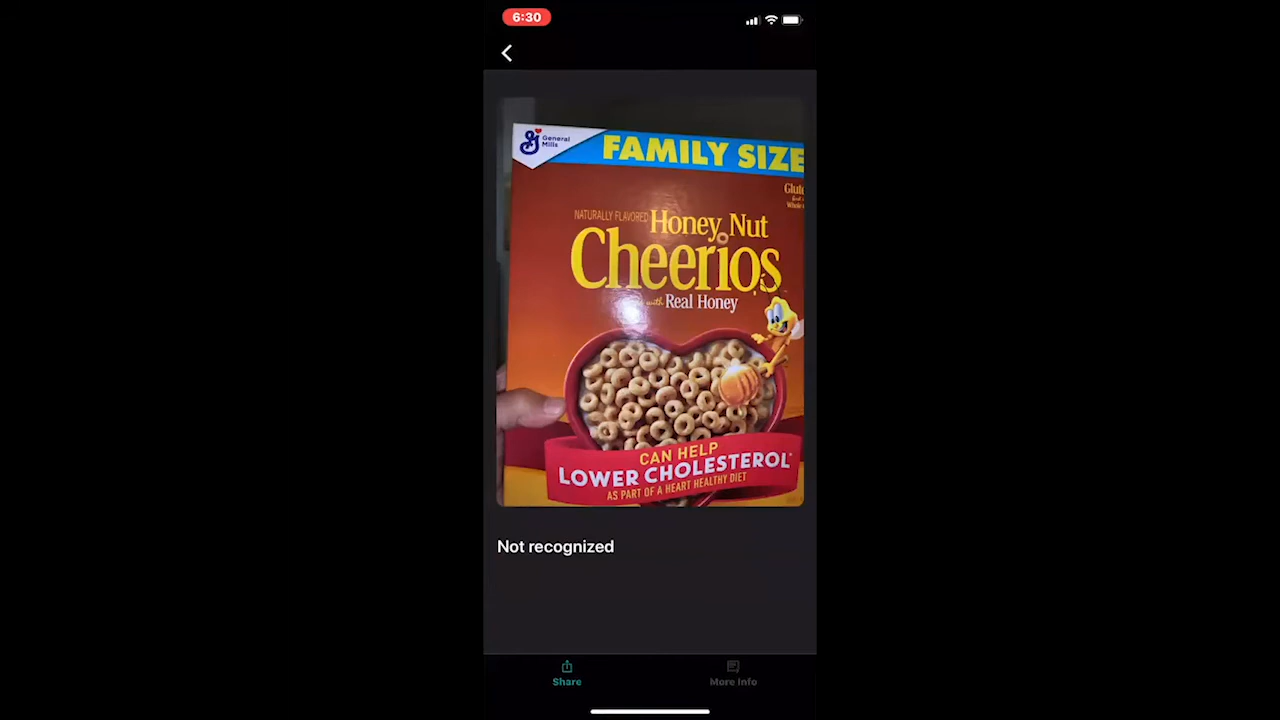 6:30
General
Mills
FAMILY SIZE
NATURALLY FLAVORED Honey Nut
Cheerios
with Real Honey
CAN HELP
LOWER CHOLESTEROL*
AS PART OF A HEART HEALTHY DIET
Not recognized
Share
More Info